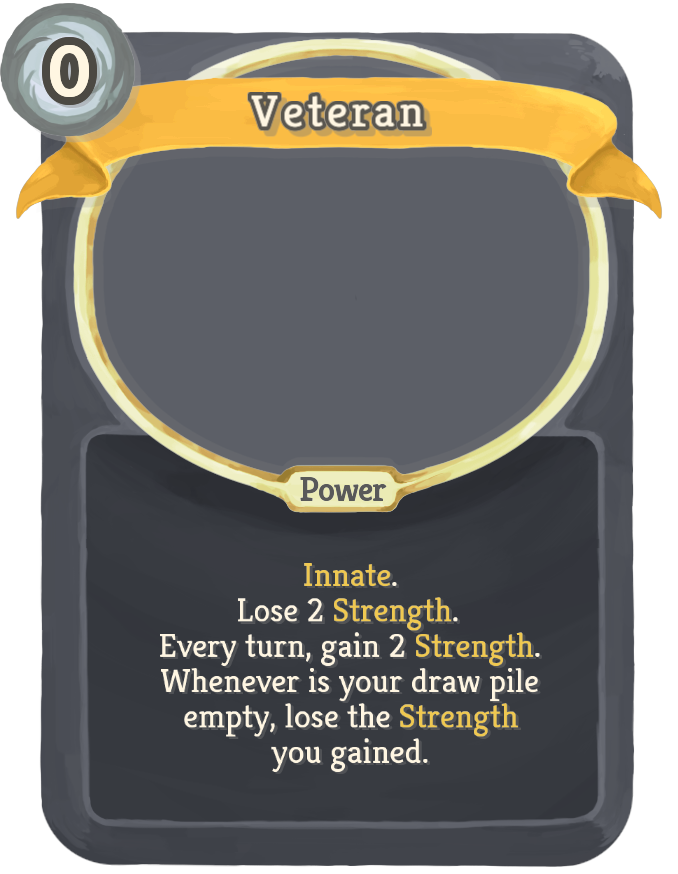 0
Veteran
Power
Innate.
Lose 2 Strength.
Every turn, gain 2 Strength.
Whenever is your draw pile
empty, lose the Strength
you gained.